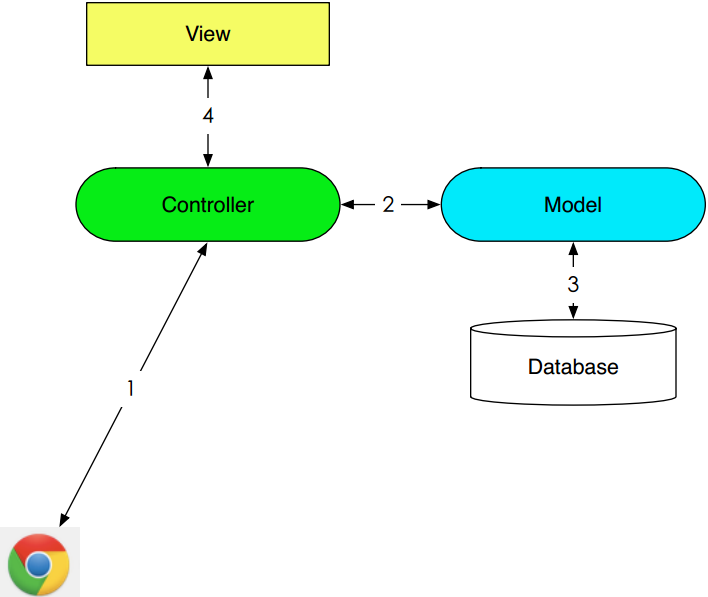 View
4
Controller
2
Model
3
Database
1